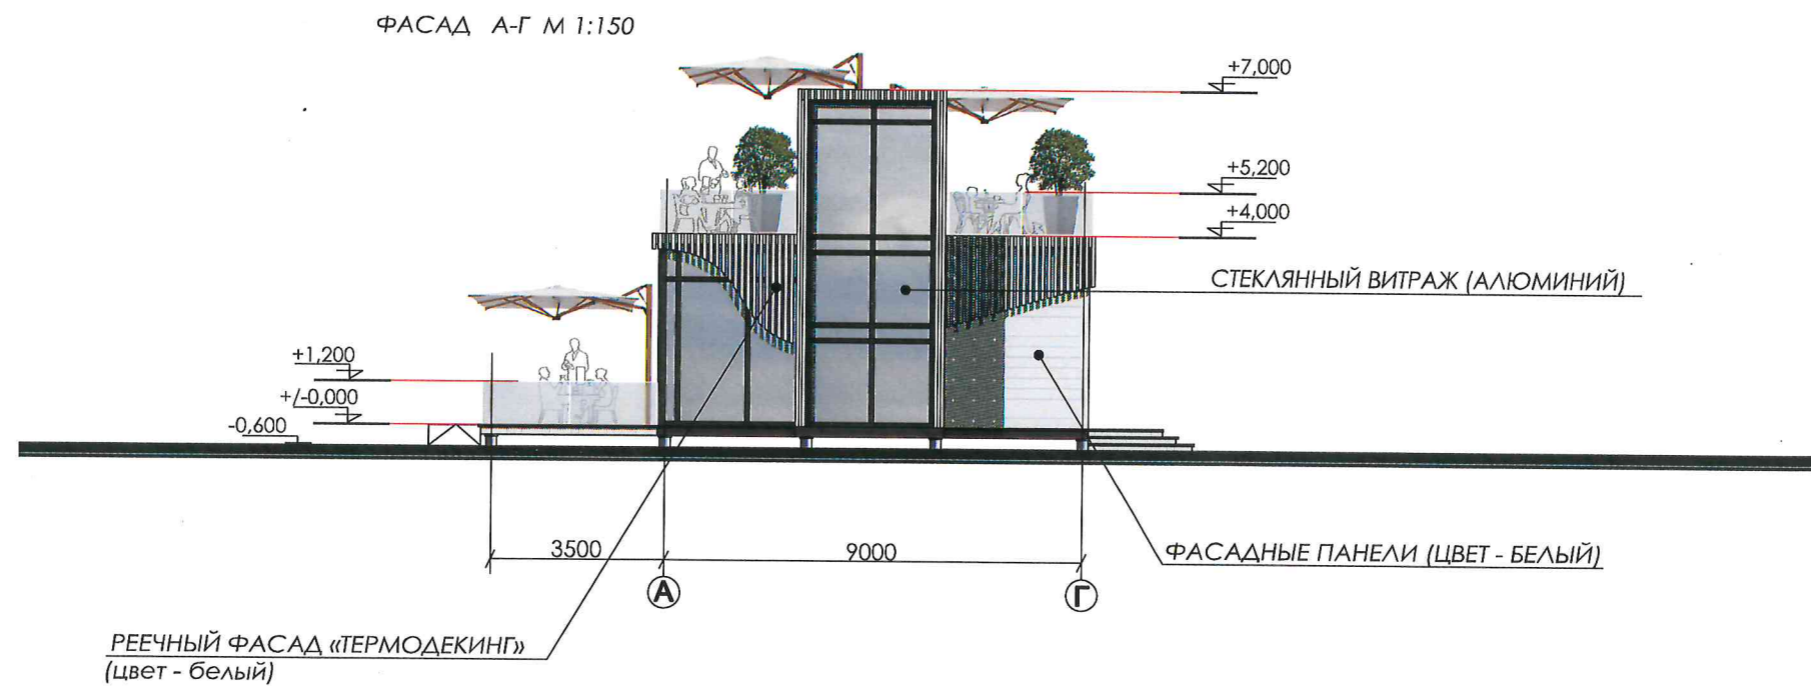 ФАСАД А-Г М 1:150
+7,000
+5,200
+4,000
СТЕКЛЯННЫЙ ВИТРАЖ (АЛЮМИНИЙ)
+1,200
+/-0,000
-0,600
3500
9000
ФАСАДНЫЕ ПАНЕЛИ (ЦВЕТ - БЕЛЫЙ)
А
Г
РЕЕЧНЫЙ ФАСАД «ТЕРМОДЕКИНГ»
(цвет - белый)